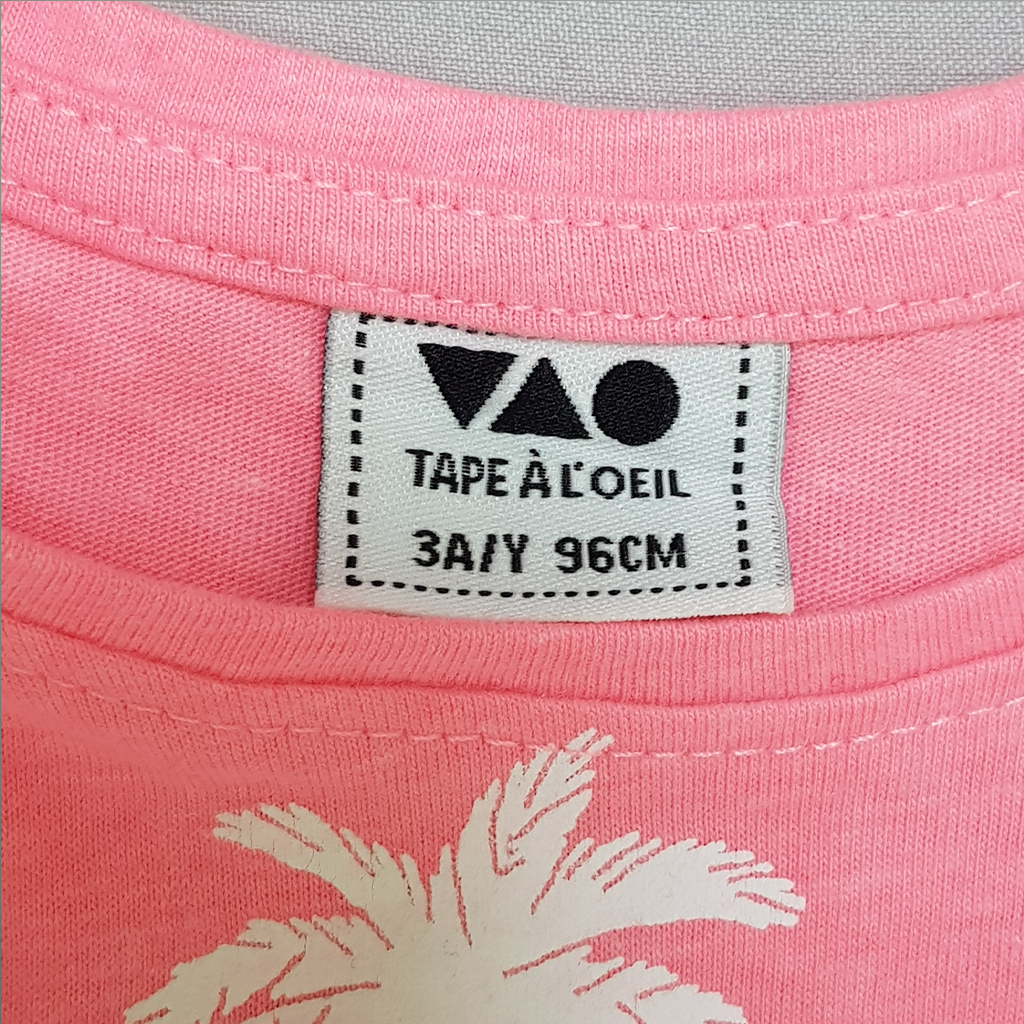 TAPE À L'OEIL
3A/Y 96CM